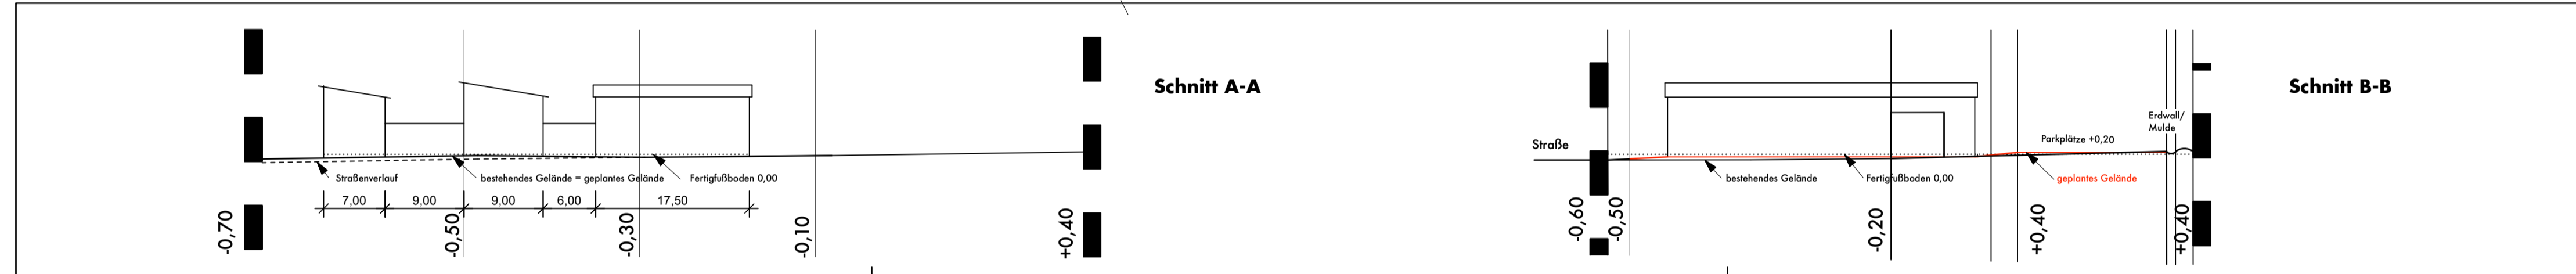 Schnitt A-A
Straßenverlauf
bestehendes Gelände = geplantes Gelände
Fertigfußboden 0,00
7,00
9,00
9,00
6,00
17,50
-0,70
-0,50
-0,30
-0,10
+0,40
Schnitt B-B
Straße
Erdwall/
Mulde
Parkplätze +0,20
bestehendes Gelände
Fertigfußboden 0,00
geplantes Gelände
-0,60
-0,50
-0,20
+0,40
+0,40